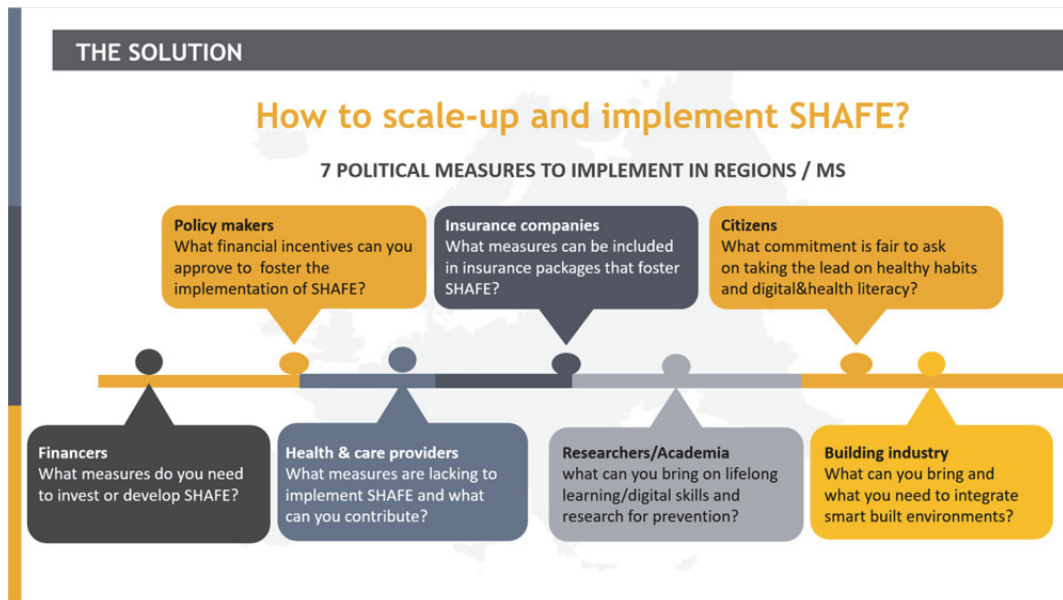 THE SOLUTION
How to scale-up and implement SHAFE?
7 POLITICAL MEASURES TO IMPLEMENT IN REGIONS / MS
Policy makers
What financial incentives can you
approve to foster the
implementation of SHAFE?
Insurance companies
What measures can be included
in insurance packages that foster
SHAFE?
Citizens
What commitment is fair to ask
on taking the lead on healthy habits
and digital&health literacy?
Financers
What measures do you need
to invest or develop SHAFE?
Health & care providers
What measures are lacking to
implement SHAFE and what
can you contribute?
Researchers/Academia
what can you bring on lifelong
learning/digital skills and
research for prevention?
Building industry
What can you bring and
what you need to integrate
smart built environments?